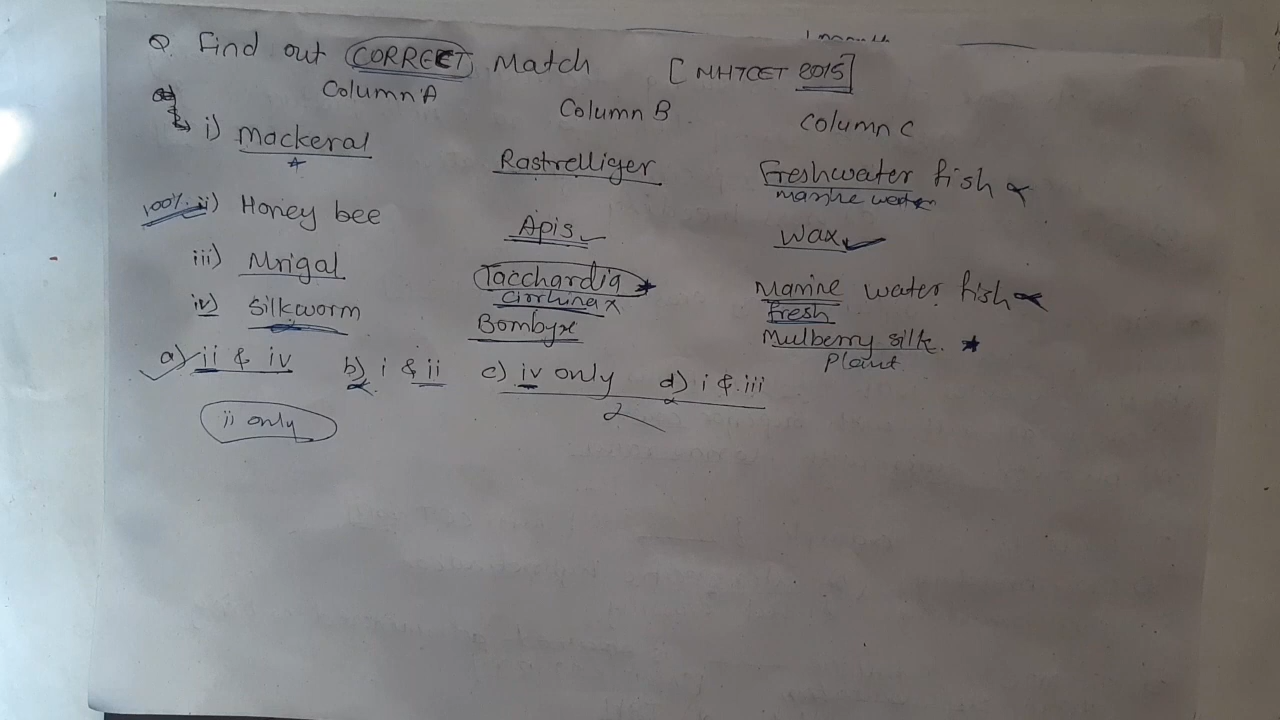 Q. Find out CORRECT Match [MHTCET 2015]
Column A Column B Column C
i) Mackeral Rastrelliger Freshwater fish
marine water
100% ii) Honey bee Apis Wax
iii) Mrigal Tacchardia Marine water fish
Cirrhina Fresh
iv) Silkworm Bombyx Mulberry silk.
Plant
a) ii & iv b) i & ii c) iv only d) i & iii
ii only